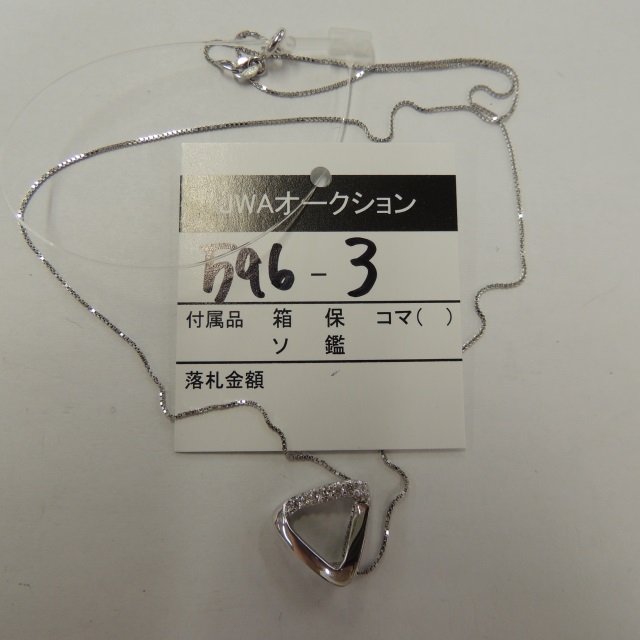 JWAオークション
596-3
付属品 箱 保 コマ( )
ソ 鑑
落札金額